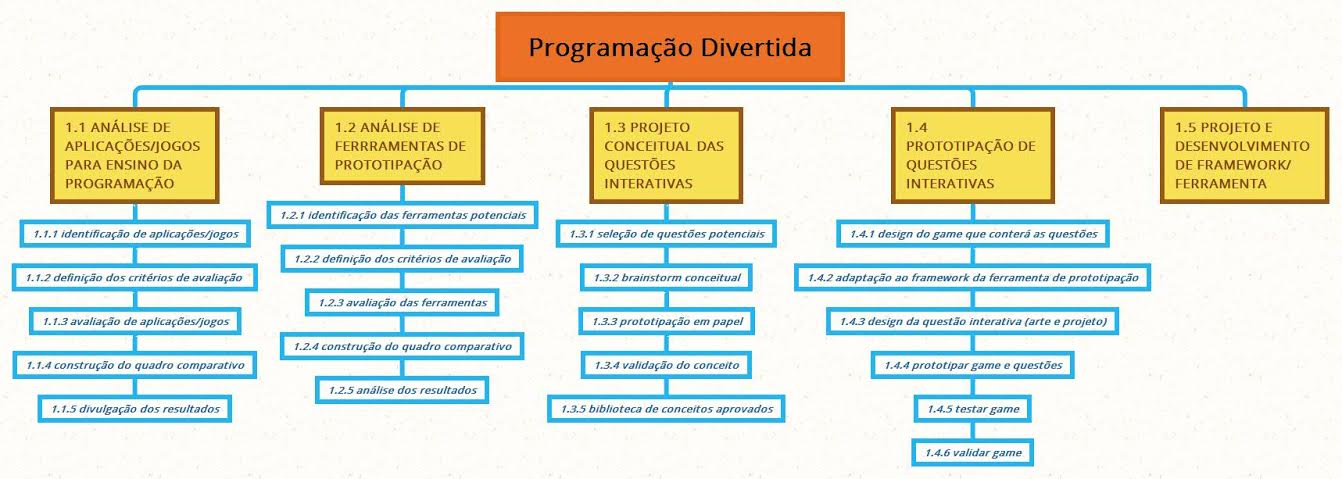 Programação Divertida
1.1 ANÁLISE DE
APLICAÇÕES/JOGOS
PARA ENSINO DA
PROGRAMAÇÃO
1.1.1 identificação de aplicações/jogos
1.1.2 definição dos critérios de avaliação
1.1.3 avaliação de aplicações/jogos
1.1.4 construção do quadro comparativo
1.1.5 divulgação dos resultados
1.2 ANÁLISE DE
FERRRAMENTAS DE
PROTOTIPAÇÃO
1.2.1 identificação das ferramentas potenciais
1.2.2 definição dos critérios de avaliação
1.2.3 avaliação das ferramentas
1.2.4 construção do quadro comparativo
1.2.5 análise dos resultados
1.3 PROJETO
CONCEITUAL DAS
QUESTÕES
INTERATIVAS
1.3.1 seleção de questões potenciais
1.3.2 brainstorm conceitual
1.3.3 prototipação em papel
1.3.4 validação do conceito
1.3.5 biblioteca de conceitos aprovados
1.4
PROTOTIPAÇÃO DE
QUESTÕES
INTERATIVAS
1.4.1 design do game que conterá as questões
1.4.2 adaptação ao framework da ferramenta de prototipação
1.4.3 design da questão interativa (arte e projeto)
1.4.4 prototipar game e questões
1.4.5 testar game
1.4.6 validar game
1.5 PROJETO E
DESENVOLVIMENTO
DE FRAMEWORK/
FERRAMENTA